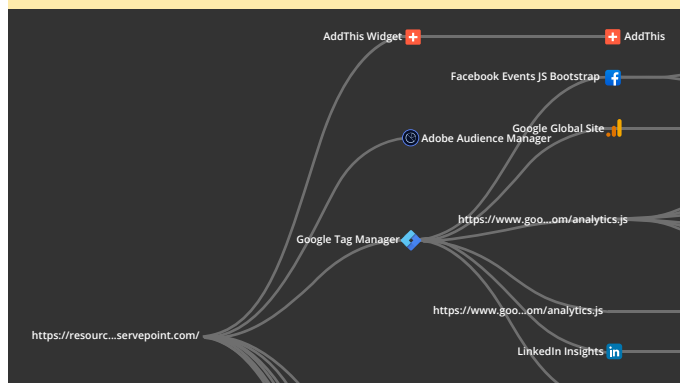 AddThis Widget
AddThis
Facebook Events JS Bootstrap
Google Global Site
Adobe Audience Manager
https://www.goo...om/analytics.js
Google Tag Manager
https://www.goo...om/analytics.js
https://resourc...servepoint.com/
LinkedIn Insights